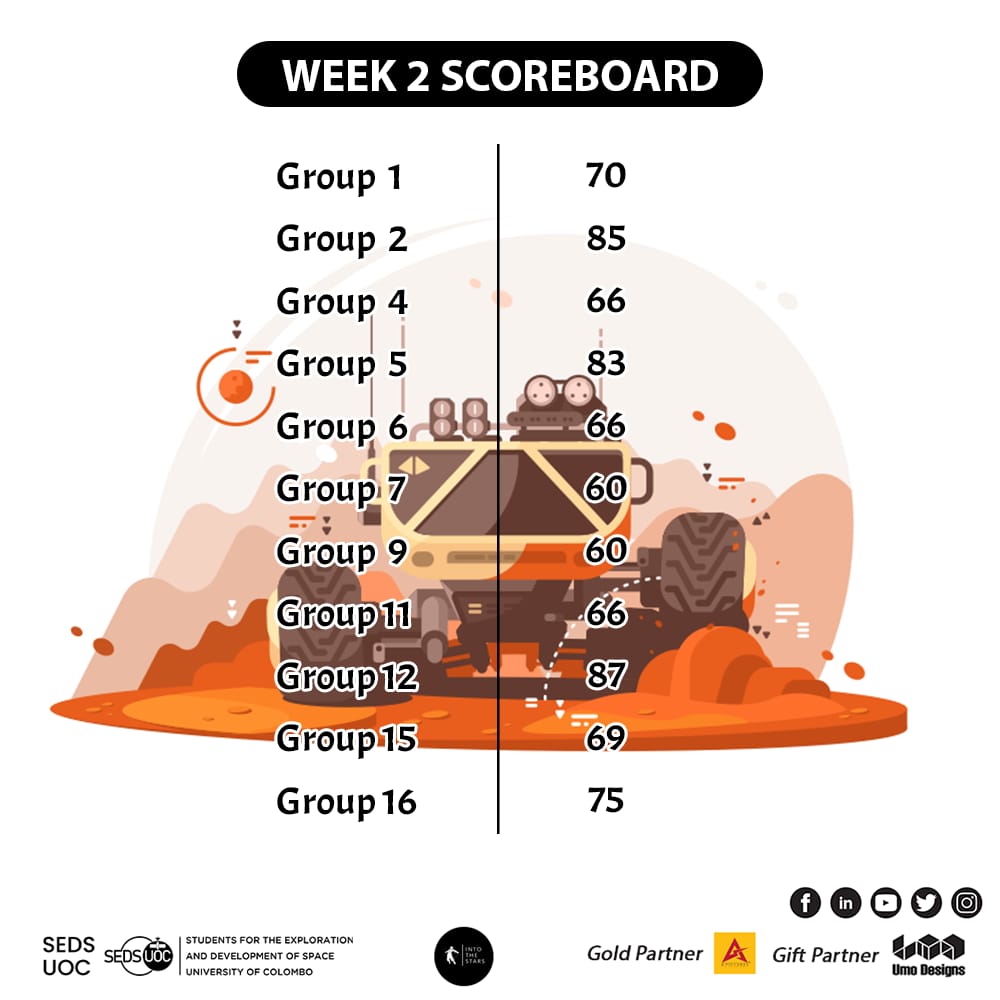 WEEK 2 SCOREBOARD
Group 1 70
Group 2 85
Group 4 66
Group 5 83
Group 6 66
Group 7 60
Group 9 60
Group 11 66
Group 12 87
Group 15 69
Group 16 75
SEDS
UOC
SEDS UOC
STUDENTS FOR THE EXPLORATION
AND DEVELOPMENT OF SPACE
UNIVERSITY OF COLOMBO
INTO
THE
STARS
Gold Partner
Gift Partner
Umo Designs